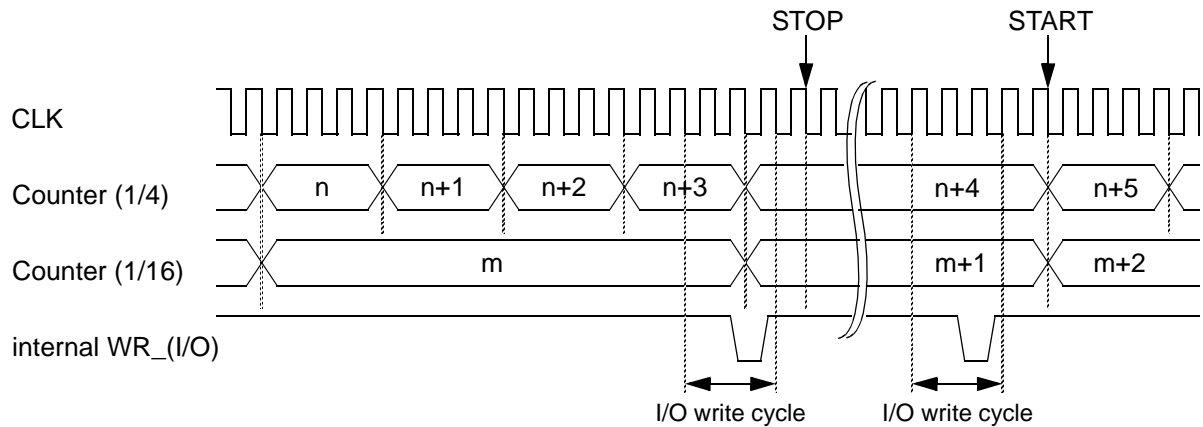 STOP START
CLK
Counter (1/4) n n+1 n+2 n+3 n+4 n+5
Counter (1/16) m m+1 m+2
internal WR_(I/O)
I/O write cycle I/O write cycle